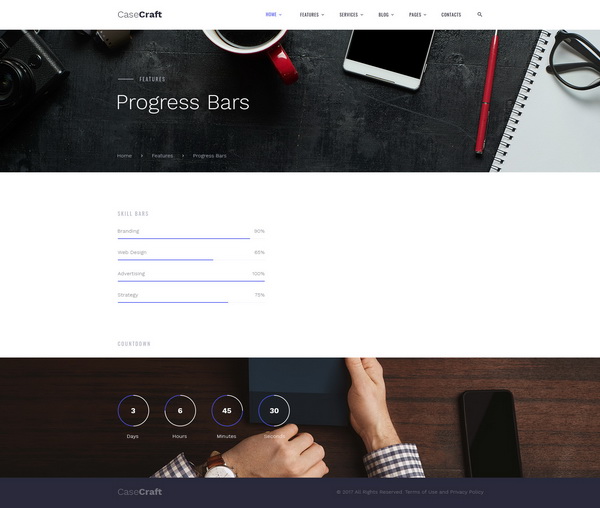 CaseCraft
HOME FEATURES SERVICES BLOG PAGES CONTACTS
FEATURES
Progress Bars
Home › Features › Progress Bars
SKILL BARS
Branding 90%
Web Design 65%
Advertising 100%
Strategy 75%
COUNTDOWN
3 6 45 30
Days Hours Minutes Seconds
CaseCraft © 2017 All Rights Reserved. Terms of Use and Privacy Policy